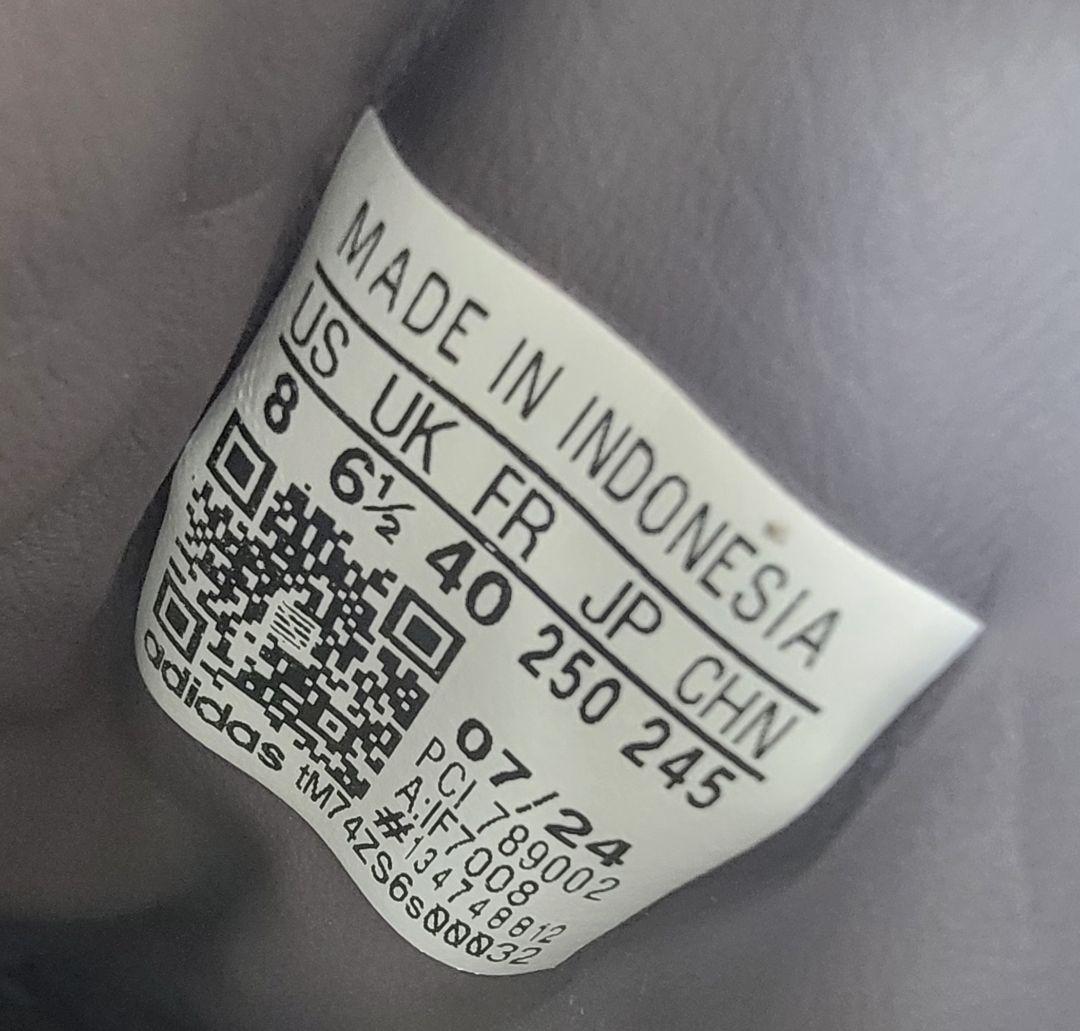 MADE IN INDONESIA
US UK FR JP CHN
8 6½ 40 250 245
07/24
PCI 789002
A:IF7008
#134748812
adidas tM74ZS6sQQQ32